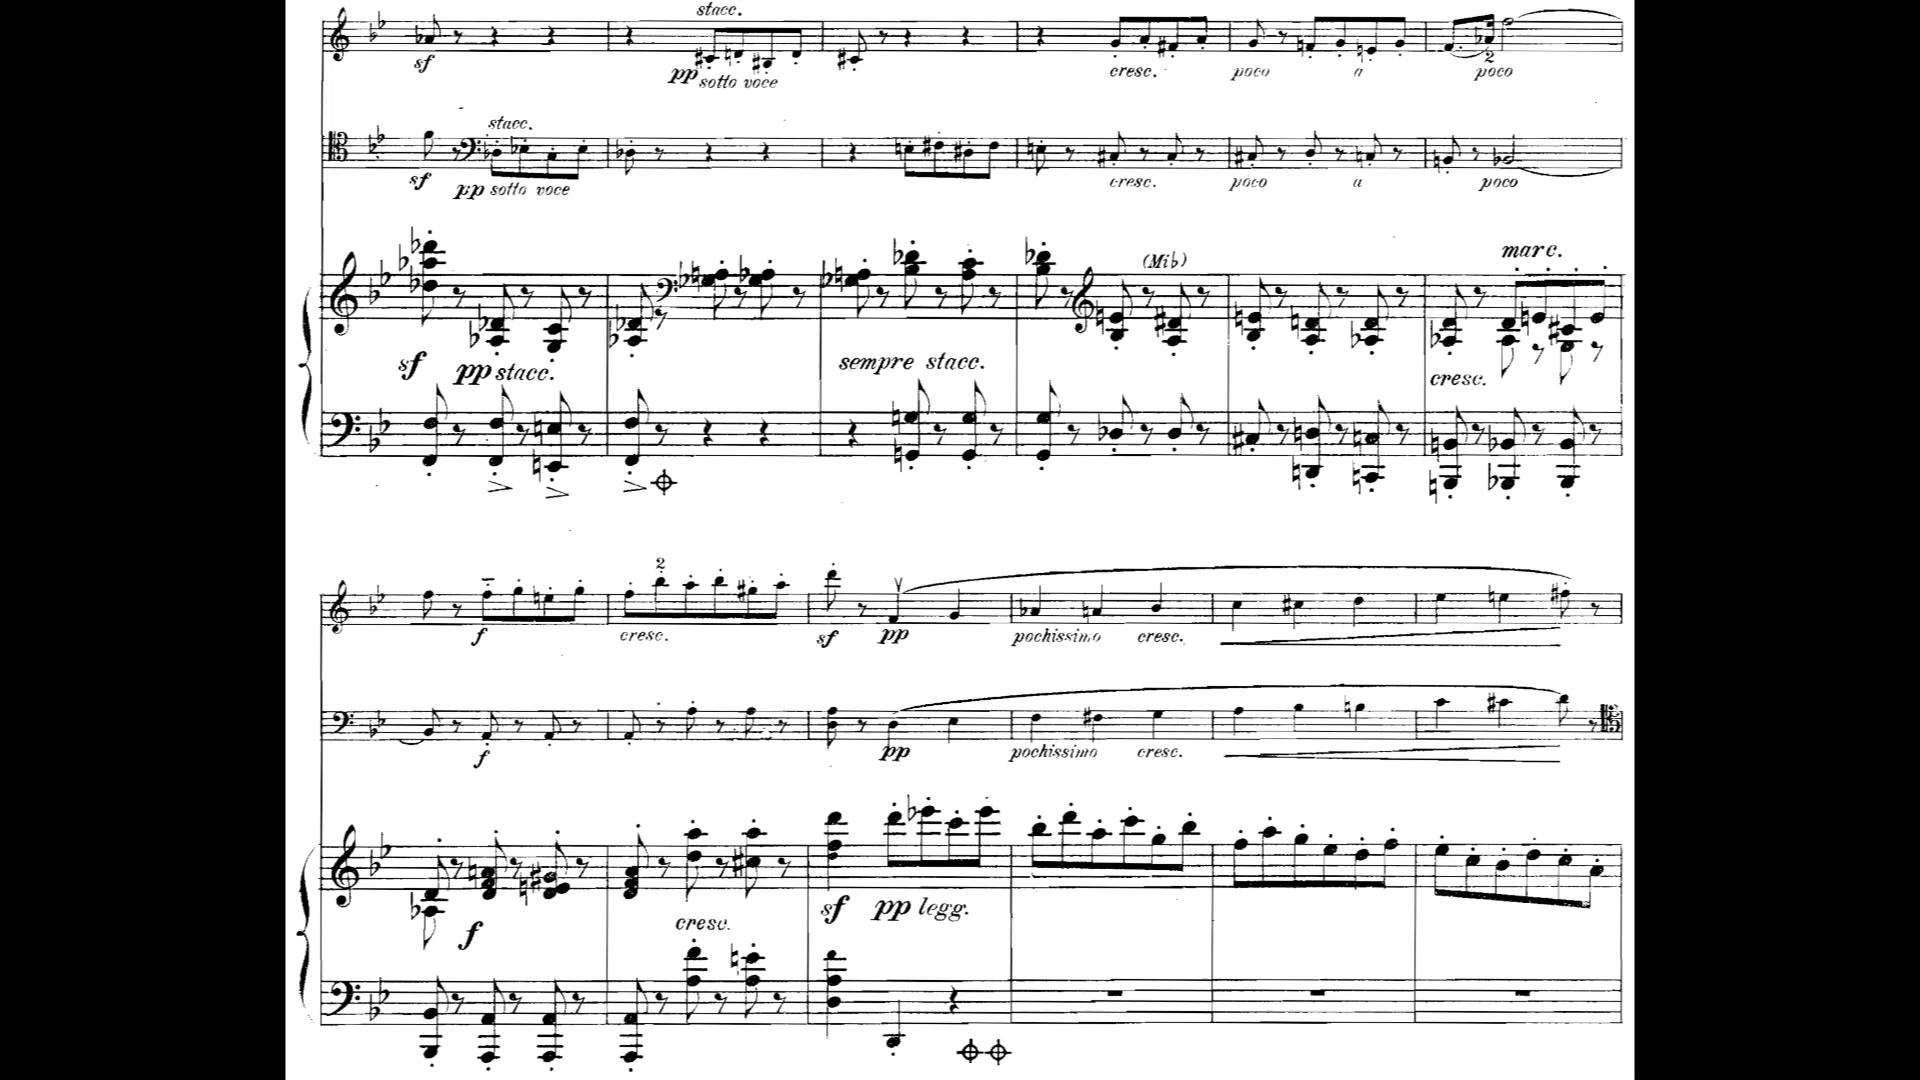 stacc.
sf
pp sotto voce
cresc.
poco
a
poco
2
stacc.
sf
pp sotto voce
cresc.
poco
a
poco
(Mib)
marc.
sf
pp stacc.
sempre stacc.
cresc.
2
f
cresc.
sf
pp
pochissimo cresc.
f
pp
pochissimo cresc.
f
cresc.
sf
pp legg.